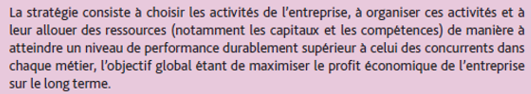 La stratégie consiste à choisir les activités de l'entreprise, à organiser ces activités et à
leur allouer des ressources (notamment les capitaux et les compétences) de manière à
atteindre un niveau de performance durablement supérieur à celui des concurrents dans
chaque métier, l'objectif global étant de maximiser le profit économique de l'entreprise
sur le long terme.